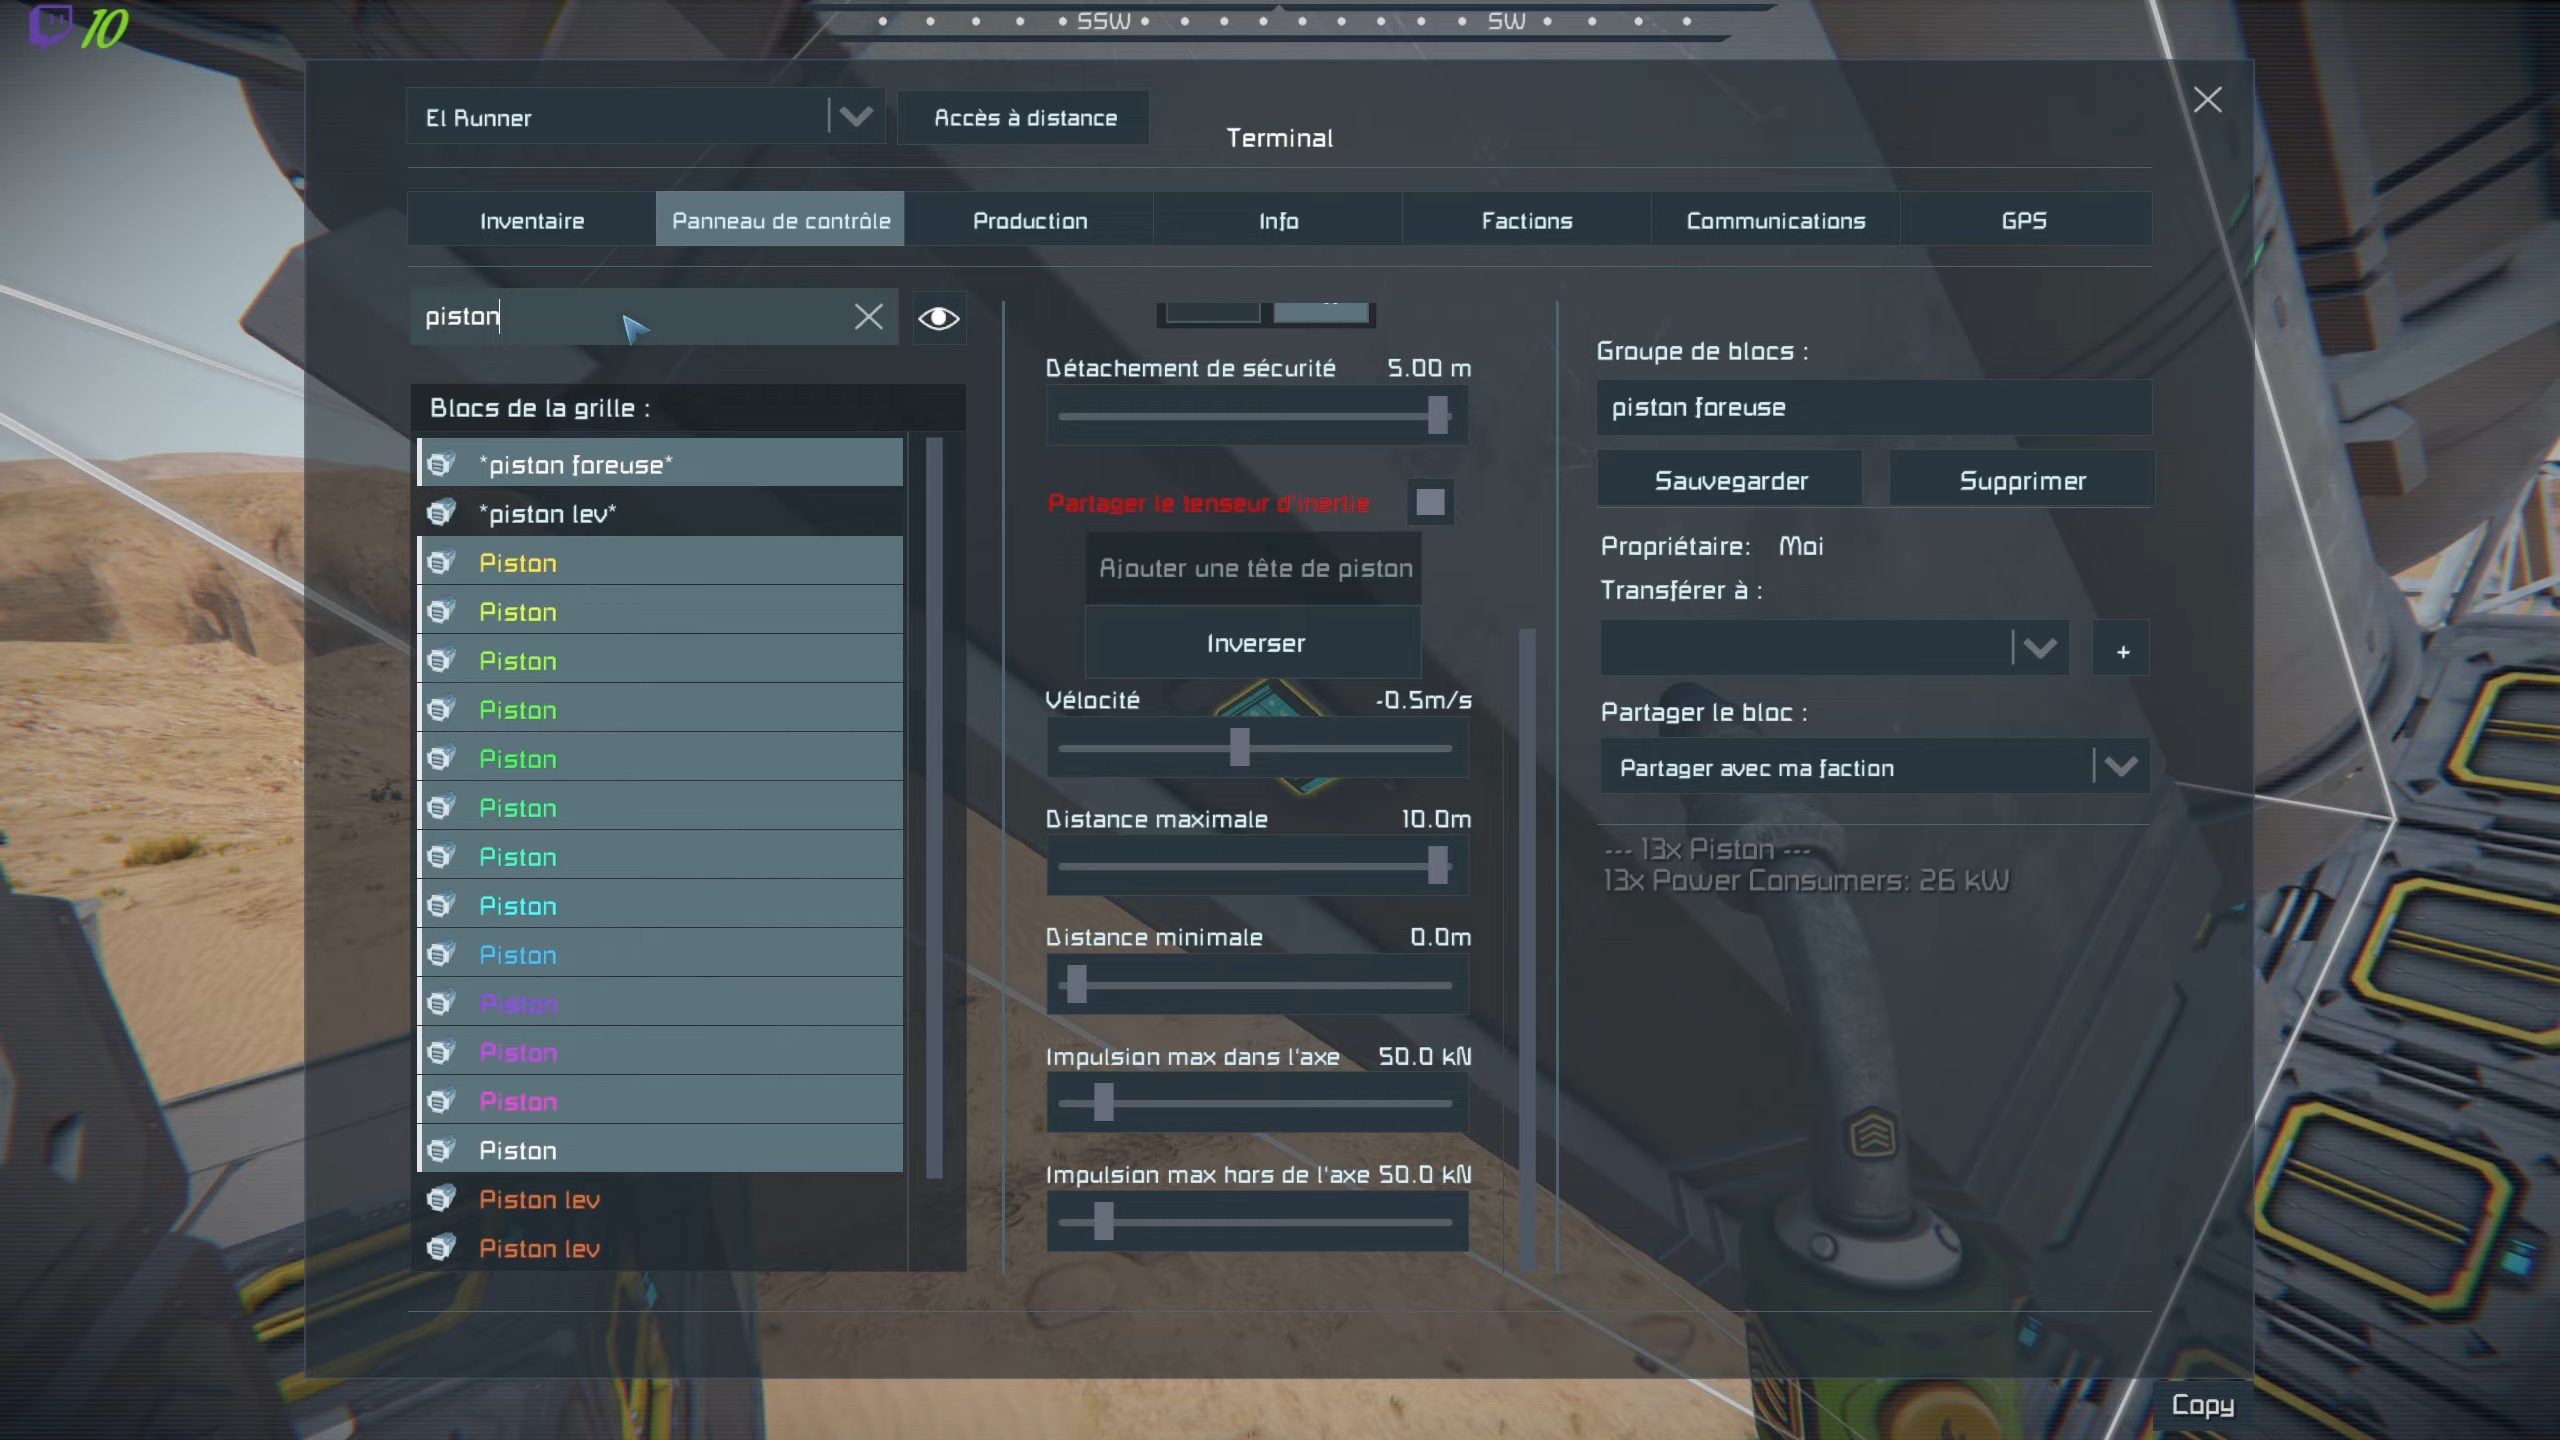 10
SSW
SW
El Runner
Accès à distance
Terminal
Inventaire
Panneau de contrôle
Production
Info
Factions
Communications
GPS
piston
Blocs de la grille :
*piston foreuse*
*piston lev*
Piston
Piston
Piston
Piston
Piston
Piston
Piston
Piston
Piston
Piston
Piston
Piston
Piston
Piston lev
Piston lev
Détachement de sécurité 5.00 m
Partager le tenseur d'inertie
Ajouter une tête de piston
Inverser
Vélocité -0.5m/s
Distance maximale 10.0m
Distance minimale 0.0m
Impulsion max dans l'axe 50.0 kN
Impulsion max hors de l'axe 50.0 kN
Groupe de blocs :
piston foreuse
Sauvegarder
Supprimer
Propriétaire: Moi
Transférer à :
+
Partager le bloc :
Partager avec ma faction
--- 13x Piston ---
13x Power Consumers: 26 kW
Copy